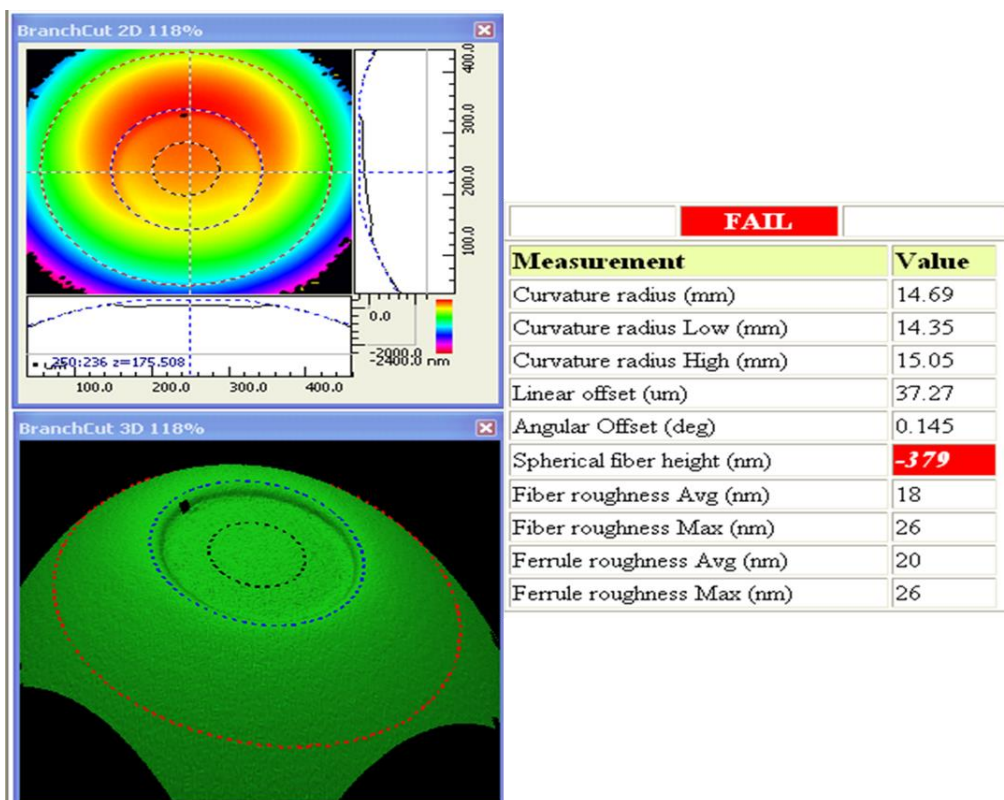 BranchCut 2D 118%
400.0
300.0
200.0
100.0
0.0
-2000.0
-2400.0 nm
250:236 z=175.508
100.0 200.0 300.0 400.0
BranchCut 3D 118%
FAIL
Measurement Value
Curvature radius (mm) 14.69
Curvature radius Low (mm) 14.35
Curvature radius High (mm) 15.05
Linear offset (um) 37.27
Angular Offset (deg) 0.145
Spherical fiber height (nm) -379
Fiber roughness Avg (nm) 18
Fiber roughness Max (nm) 26
Ferrule roughness Avg (nm) 20
Ferrule roughness Max (nm) 26